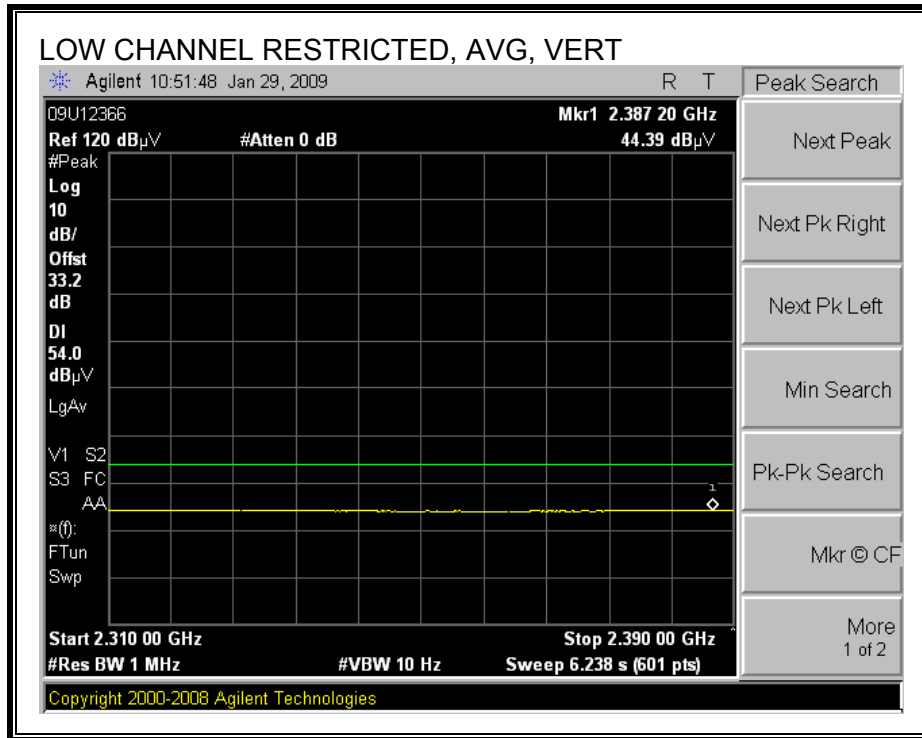 LOW CHANNEL RESTRICTED, AVG, VERT
Agilent 10:51:48 Jan 29, 2009 R T
Peak Search
09U12366 Mkr1 2.387 20 GHz
Ref 120 dBµV #Atten 0 dB 44.39 dBµV
#Peak
Log
10
dB/
Offst
33.2
dB
DI
54.0
dBµV
LgAv
V1 S2
S3 FC
AA
¤(f):
FTun
Swp
1
Start 2.310 00 GHz Stop 2.390 00 GHz
#Res BW 1 MHz #VBW 10 Hz Sweep 6.238 s (601 pts)
Next Peak
Next Pk Right
Next Pk Left
Min Search
Pk-Pk Search
Mkr © CF
More
1 of 2
Copyright 2000-2008 Agilent Technologies